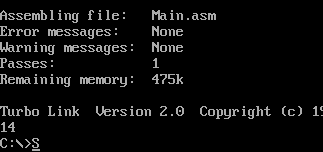 Assembling file:   Main.asm
Error messages:    None
Warning messages:  None
Passes:            1
Remaining memory:  475k
Turbo Link  Version 2.0  Copyright (c) 19
14
C:\>S